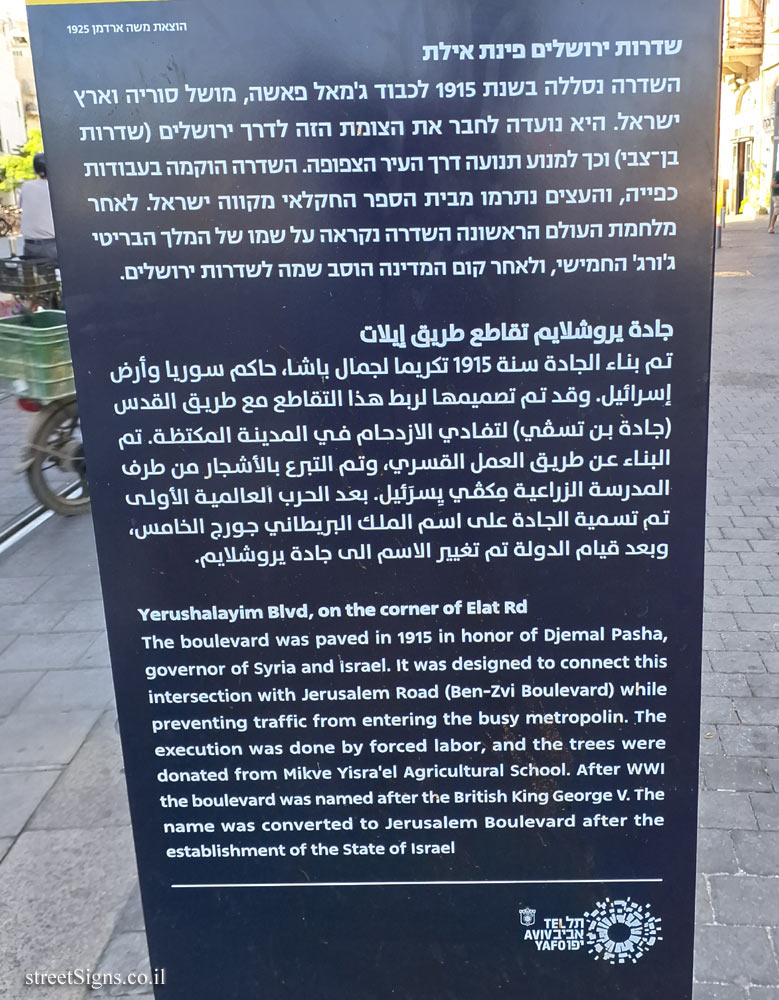 הוצאת משה ארדמן 1925
שדרות ירושלים פינת אילת
השדרה נסללה בשנת 1915 לכבוד ג'מאל פאשה, מושל סוריה וארץ
ישראל. היא נועדה לחבר את הצומת הזה לדרך ירושלים (שדרות
בן־צבי) וכך למנוע תנועה דרך העיר הצפופה. השדרה הוקמה בעבודות
כפייה, והעצים נתרמו מבית הספר החקלאי מקווה ישראל. לאחר
מלחמת העולם הראשונה השדרה נקראה על שמו של המלך הבריטי
ג'ורג' החמישי, ולאחר קום המדינה הוסב שמה לשדרות ירושלים.
جادة يروشلايم تقاطع طريق إيلات
تم بناء الجادة سنة 1915 تكريما لجمال باشا، حاكم سوريا وأرض
إسرائيل. وقد تم تصميمها لربط هذا التقاطع مع طريق القدس
(جادة بن تسڤي) لتفادي الازدحام في المدينة المكتظة. تم
البناء عن طريق العمل القسري، وتم التبرع بالأشجار من طرف
المدرسة الزراعية مِكڤي يِسرَئيل. بعد الحرب العالمية الأولى
تم تسمية الجادة على اسم الملك البريطاني جورج الخامس،
وبعد قيام الدولة تم تغيير الاسم الى جادة يروشلايم.
Yerushalayim Blvd, on the corner of Elat Rd
The boulevard was paved in 1915 in honor of Djemal Pasha,
governor of Syria and israel. It was designed to connect this
intersection with Jerusalem Road (Ben-Zvi Boulevard) while
preventing traffic from entering the busy metropolin. The
execution was done by forced labor, and the trees were
donated from Mikve Yisra'el Agricultural School. After WWI
the boulevard was named after the British King George V. The
name was converted to Jerusalem Boulevard after the
establishment of the State of Israel
TEL תל
AVIV אביב
YAFO יפו
streetSigns.co.il